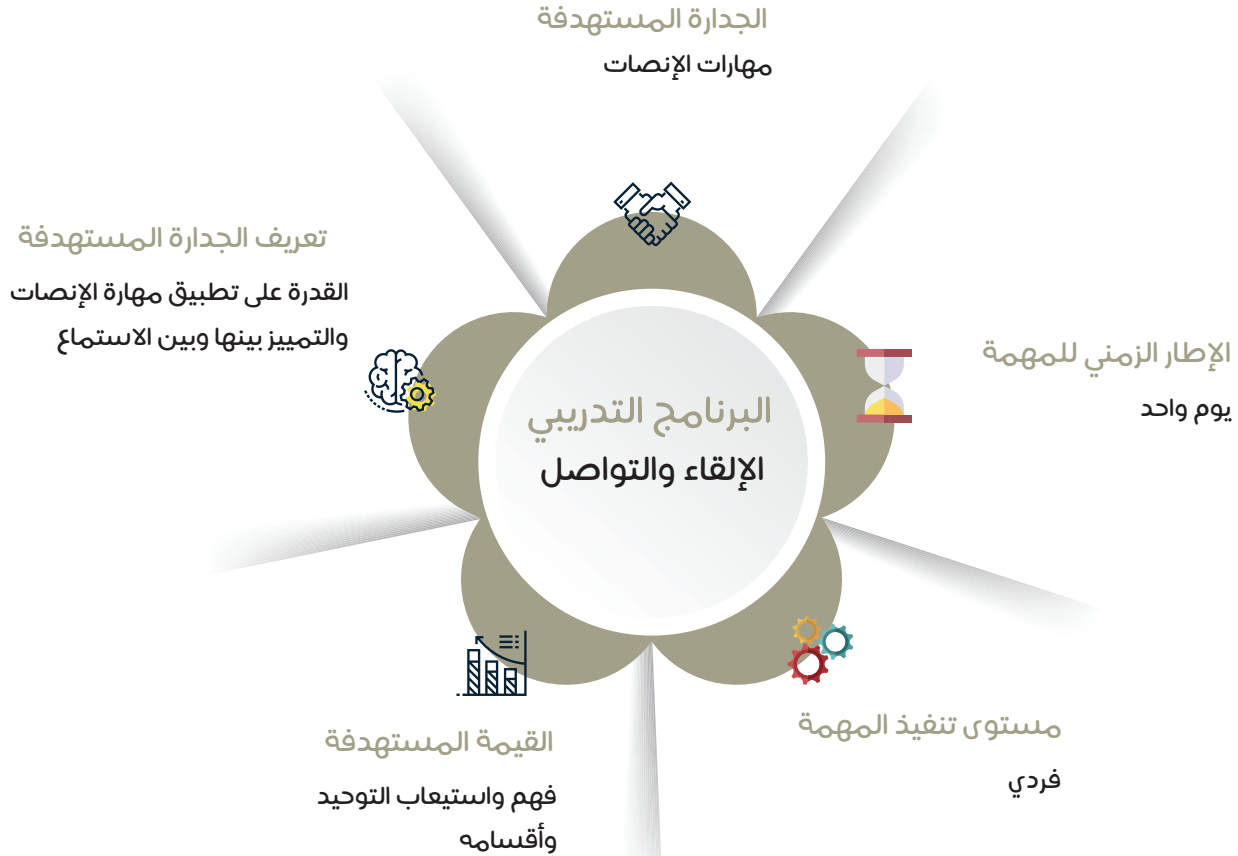 الجدارة المستهدفة
مهارات الإنصات
تعريف الجدارة المستهدفة
القدرة على تطبيق مهارة الإنصات
والتمييز بينها وبين الاستماع
الإطار الزمني للمهمة
يوم واحد
البرنامج التدريبي
الإلقاء والتواصل
مستوى تنفيذ المهمة
فردي
القيمة المستهدفة
فهم واستيعاب التوحيد
وأقسامه